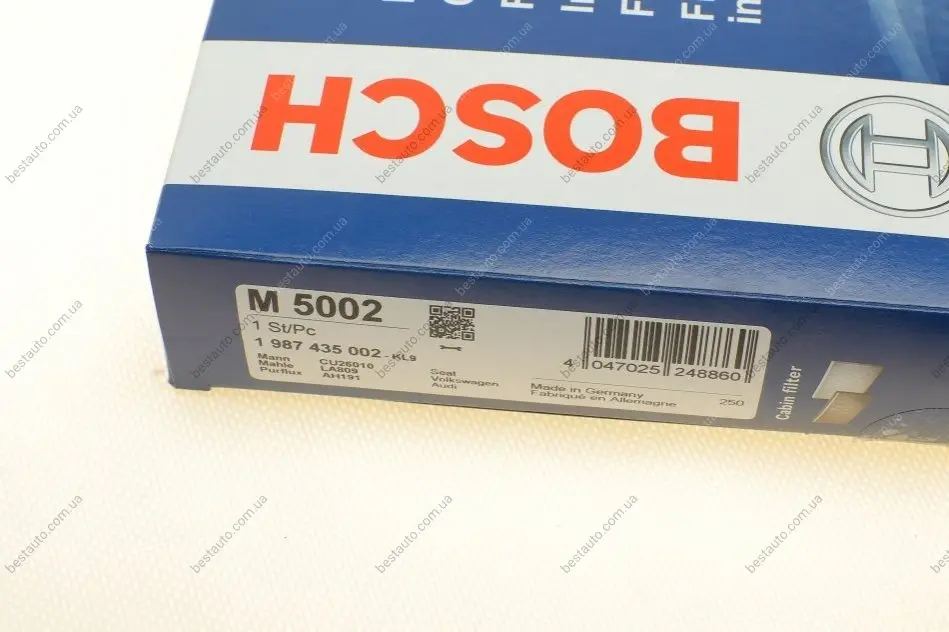 BOSCH
M 5002
1 St/Pc
1 987 435 002 - KL9
Mann CU26010
Mahle LA809
Purflux AH191
Seat
Volkswagen
Audi
4 047025 248860
Made in Germany
Fabriqué en Allemagne
250
Cabin filter
bestauto.com.ua